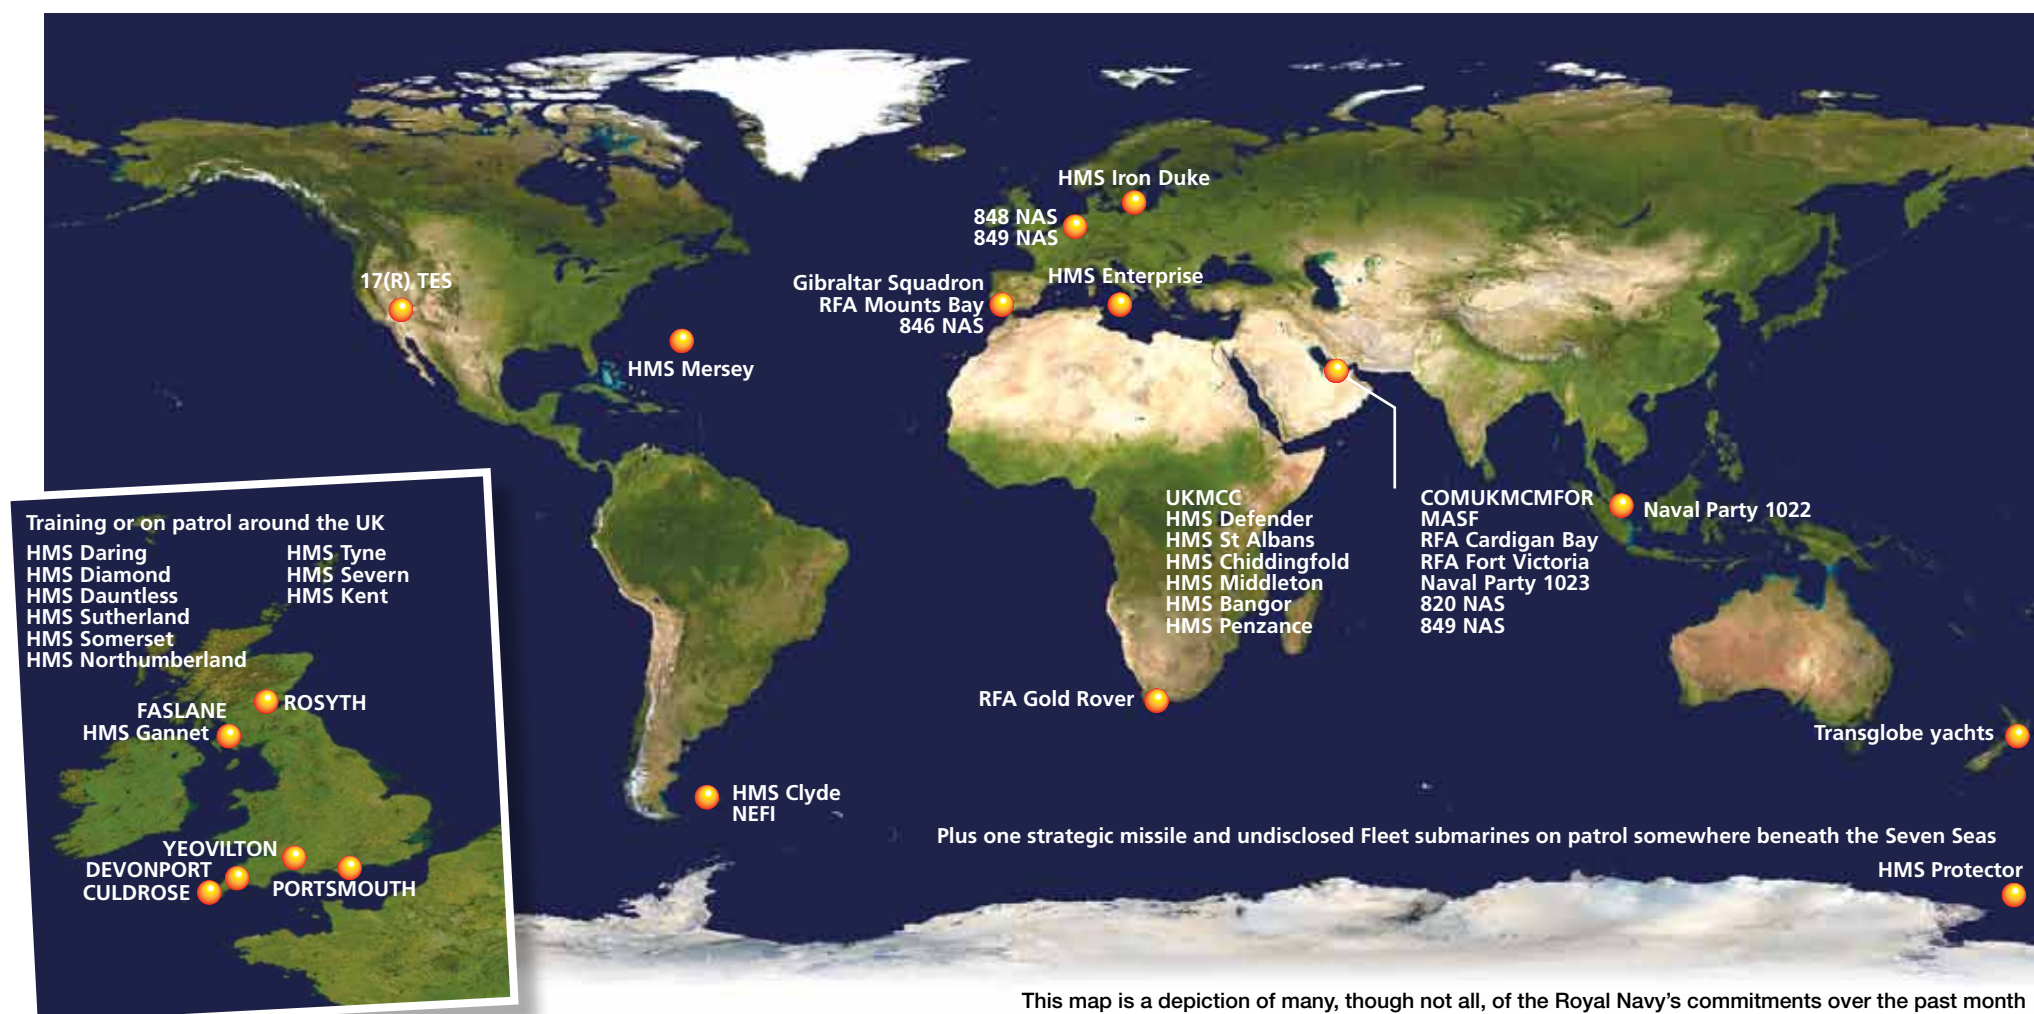 HMS Iron Duke
848 NAS
849 NAS
17(R) TES
Gibraltar Squadron
RFA Mounts Bay
846 NAS
HMS Enterprise
HMS Mersey
UKMCC
HMS Defender
HMS St Albans
HMS Chiddingfold
HMS Middleton
HMS Bangor
HMS Penzance
COMUKMCMFOR
MASF
RFA Cardigan Bay
RFA Fort Victoria
Naval Party 1023
820 NAS
849 NAS
Naval Party 1022
Training or on patrol around the UK
HMS Daring
HMS Diamond
HMS Dauntless
HMS Sutherland
HMS Somerset
HMS Northumberland
HMS Tyne
HMS Severn
HMS Kent
ROSYTH
FASLANE
HMS Gannet
YEOVILTON
DEVONPORT
CULDROSE
PORTSMOUTH
RFA Gold Rover
Transglobe yachts
HMS Clyde
NEFI
Plus one strategic missile and undisclosed Fleet submarines on patrol somewhere beneath the Seven Seas
HMS Protector
This map is a depiction of many, though not all, of the Royal Navy's commitments over the past month